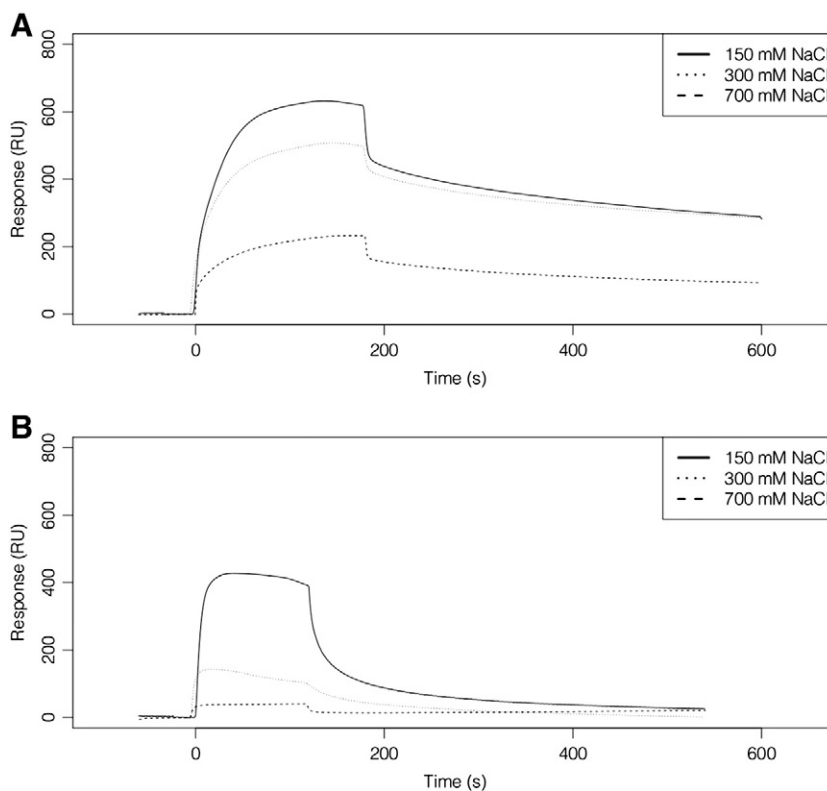 A
800
600
400
200
0
Response (RU)
150 mM NaCl
300 mM NaCl
700 mM NaCl
0 200 400 600
Time (s)
B
800
600
400
200
0
Response (RU)
150 mM NaCl
300 mM NaCl
700 mM NaCl
0 200 400 600
Time (s)